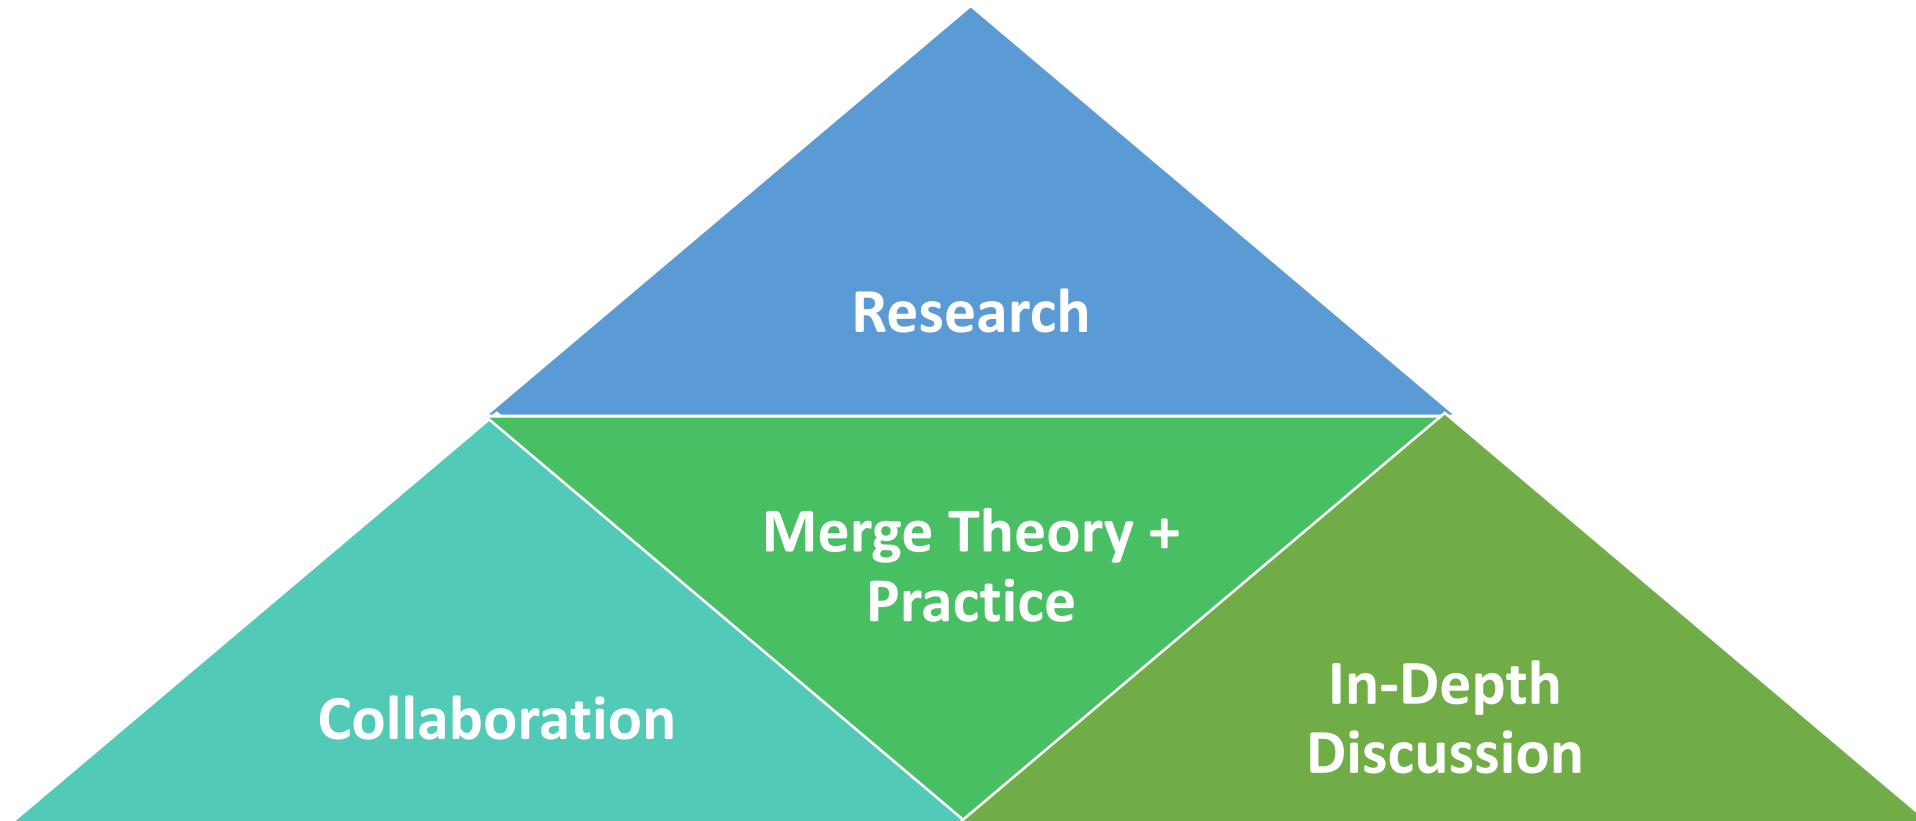 Research
Merge Theory +
Practice
Collaboration
In-Depth
Discussion